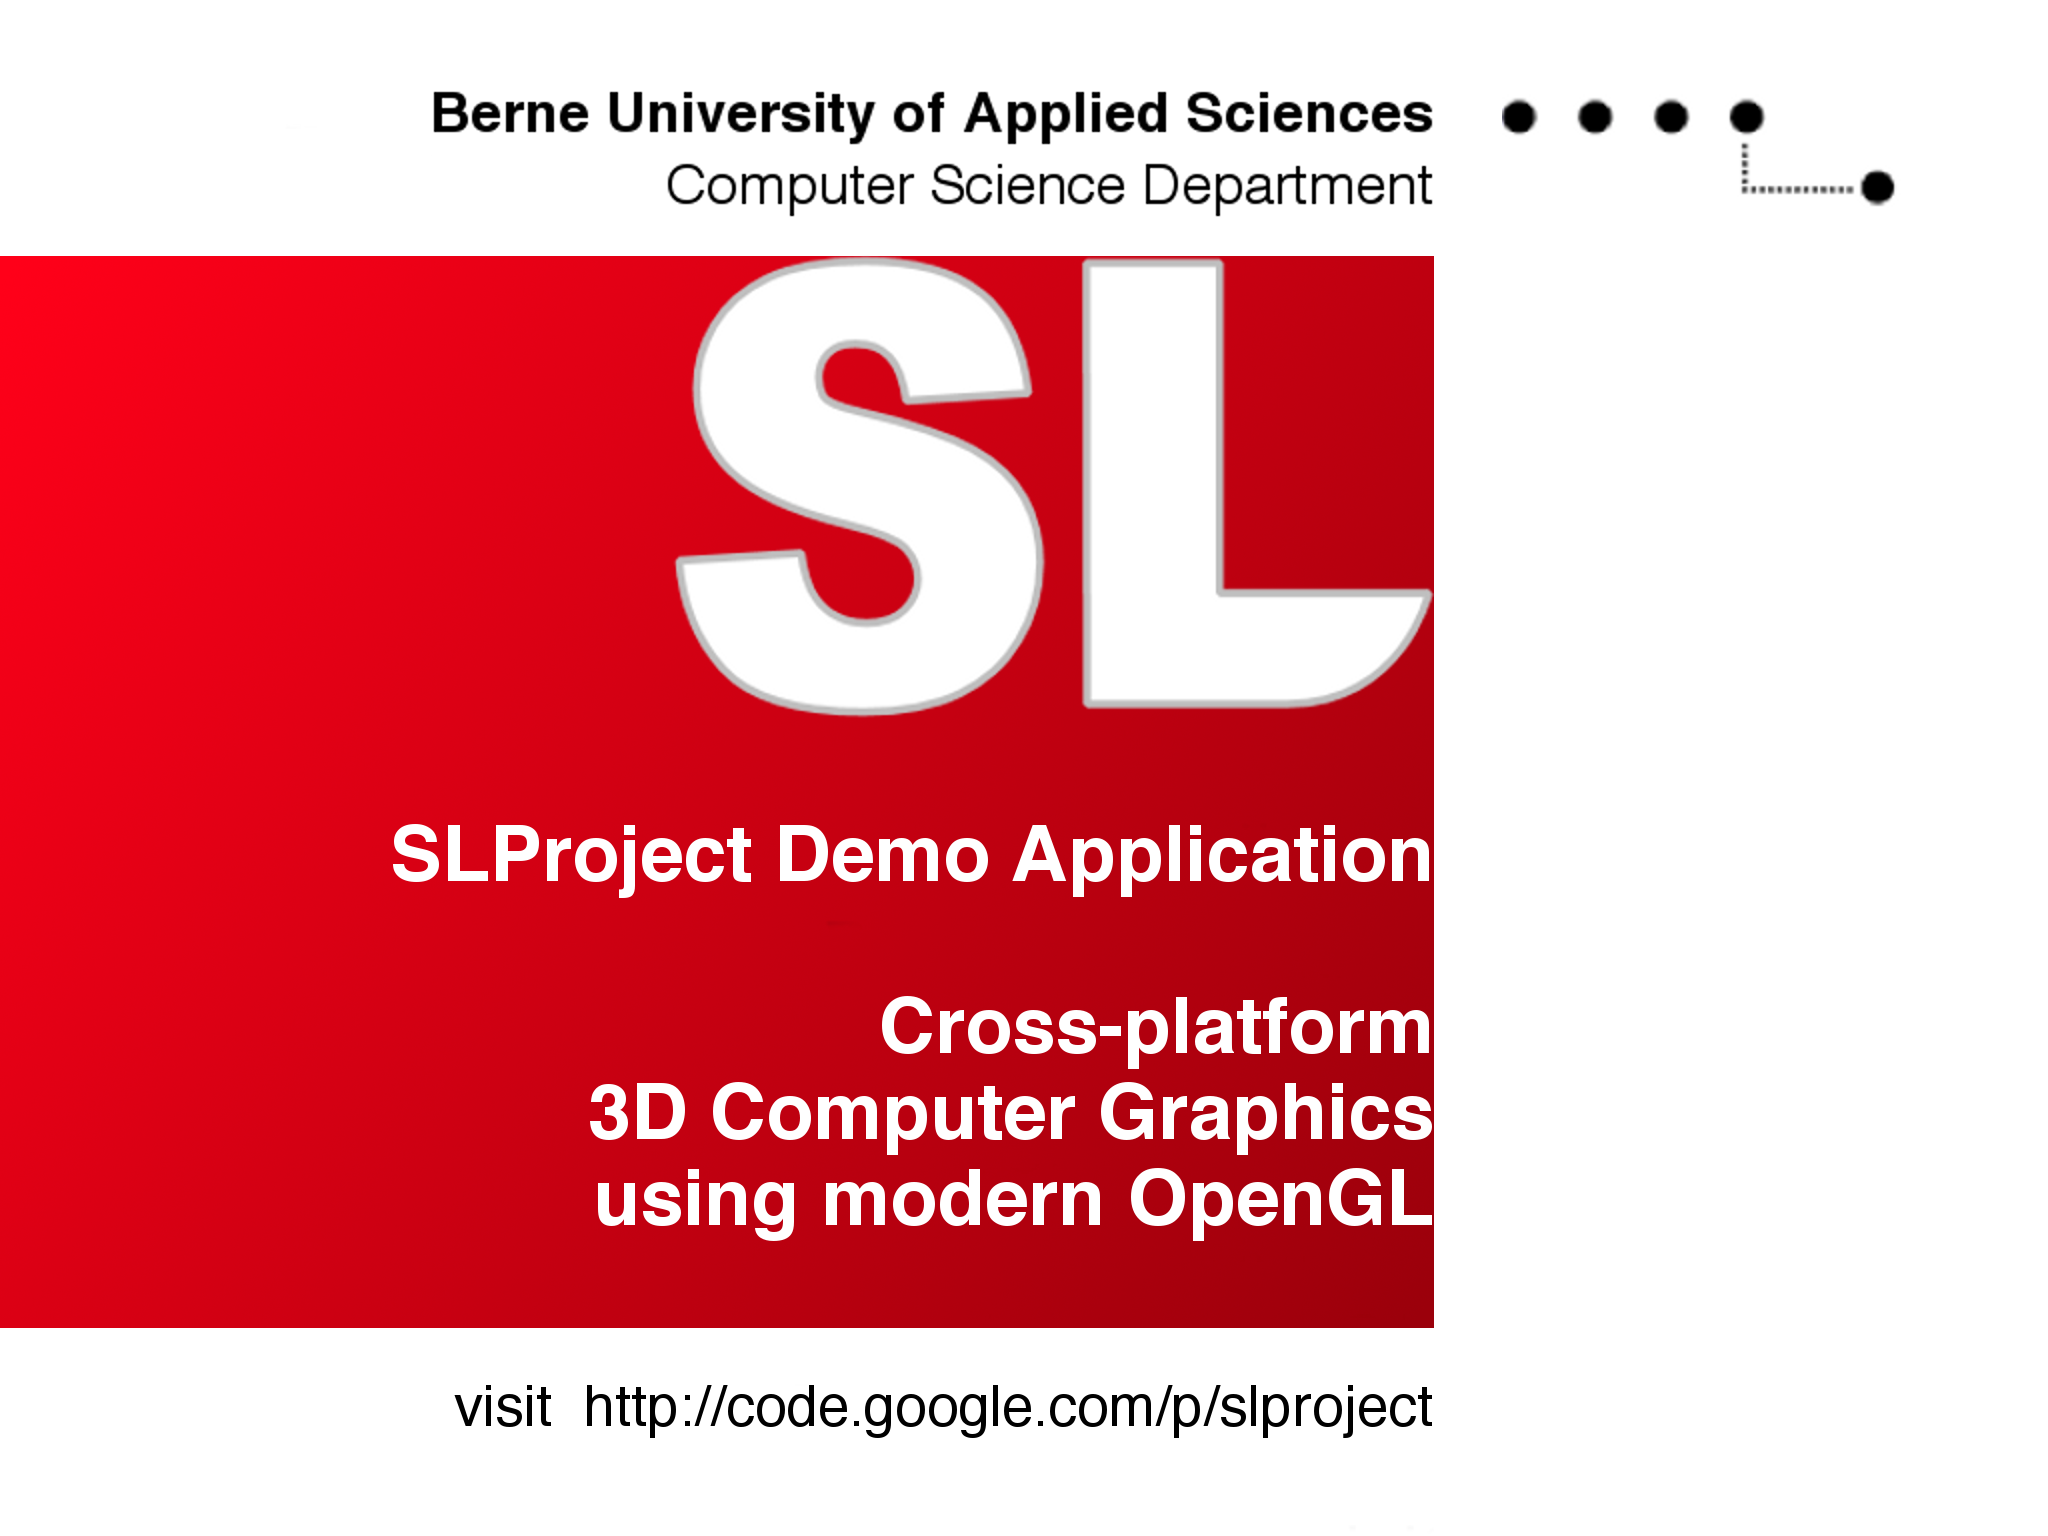 Berne University of Applied Sciences
Computer Science Department
SL
SLProject Demo Application
Cross-platform
3D Computer Graphics
using modern OpenGL
visit http://code.google.com/p/slproject